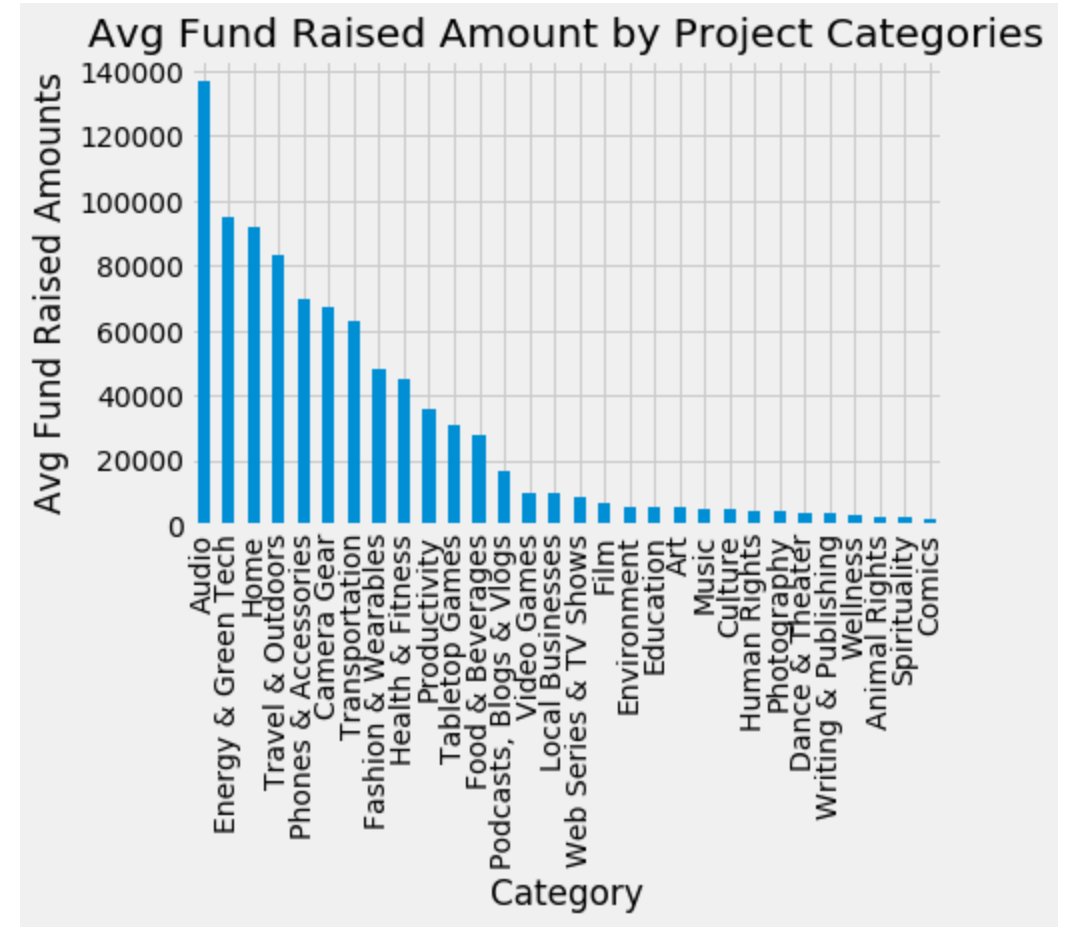 Avg Fund Raised Amount by Project Categories
Avg Fund Raised Amounts
140000
120000
100000
80000
60000
40000
20000
0
Audio
Energy & Green Tech
Home
Travel & Outdoors
Phones & Accessories
Camera Gear
Transportation
Fashion & Wearables
Health & Fitness
Productivity
Tabletop Games
Food & Beverages
Podcasts, Blogs & Vlogs
Video Games
Local Businesses
Web Series & TV Shows
Film
Environment
Education
Art
Music
Culture
Human Rights
Photography
Dance & Theater
Writing & Publishing
Wellness
Animal Rights
Spirituality
Comics
Category